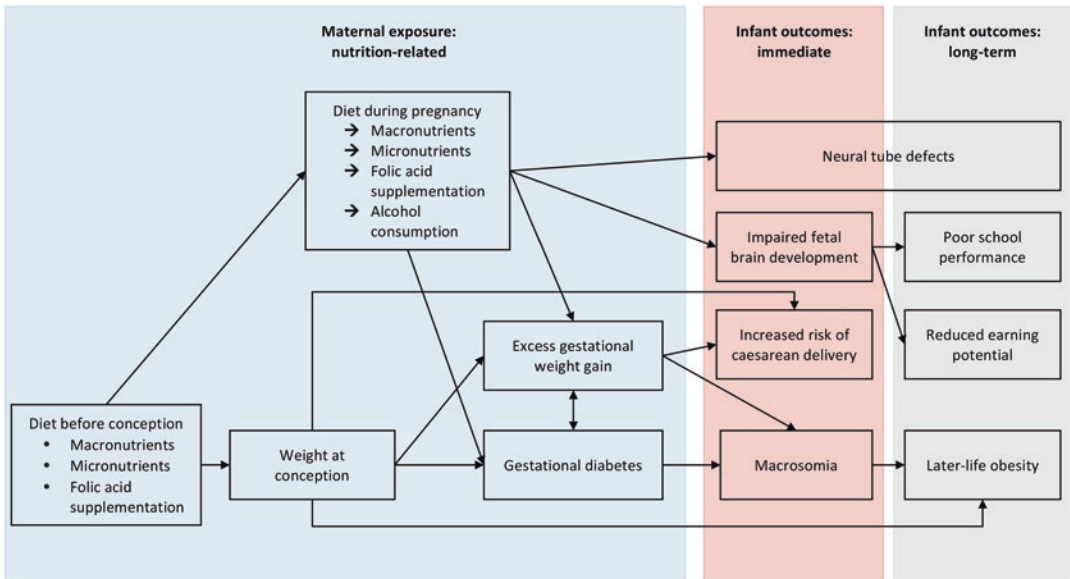 Maternal exposure:
nutrition-related
Infant outcomes:
immediate
Infant outcomes:
long-term
Diet during pregnancy
→ Macronutrients
→ Micronutrients
→ Folic acid
supplementation
→ Alcohol
consumption
Neural tube defects
Impaired fetal
brain development
Poor school
performance
Excess gestational
weight gain
Increased risk of
caesarean delivery
Reduced earning
potential
Diet before conception
• Macronutrients
• Micronutrients
• Folic acid
supplementation
Weight at
conception
Gestational diabetes
Macrosomia
Later-life obesity